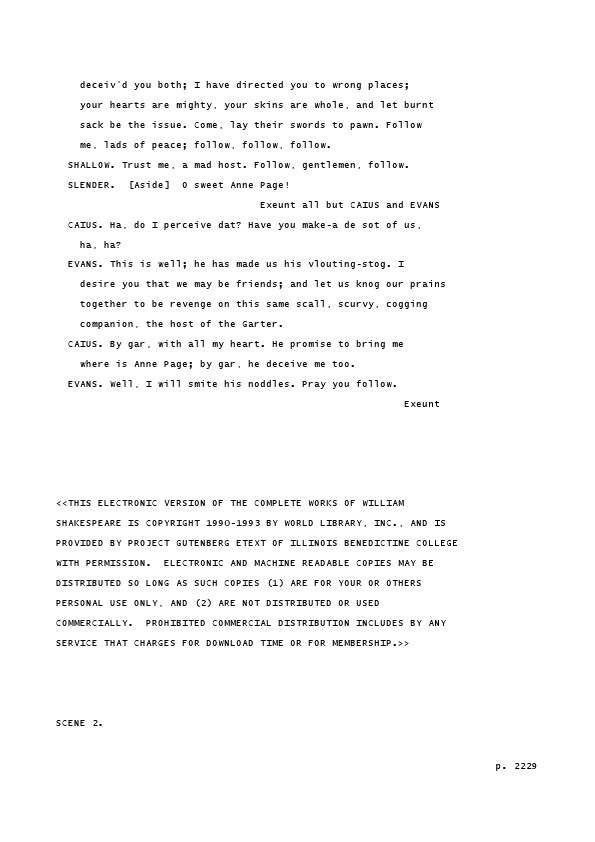 deceiv'd you both; I have directed you to wrong places;
your hearts are mighty, your skins are whole, and let burnt
sack be the issue. Come, lay their swords to pawn. Follow
me, lads of peace; follow, follow, follow.
SHALLOW. Trust me, a mad host. Follow, gentlemen, follow.
SLENDER.  [Aside]  O sweet Anne Page!
Exeunt all but CAIUS and EVANS
CAIUS. Ha, do I perceive dat? Have you make-a de sot of us,
ha, ha?
EVANS. This is well; he has made us his vlouting-stog. I
desire you that we may be friends; and let us knog our prains
together to be revenge on this same scall, scurvy, cogging
companion, the host of the Garter.
CAIUS. By gar, with all my heart. He promise to bring me
where is Anne Page; by gar, he deceive me too.
EVANS. Well, I will smite his noddles. Pray you follow.
Exeunt
<<THIS ELECTRONIC VERSION OF THE COMPLETE WORKS OF WILLIAM
SHAKESPEARE IS COPYRIGHT 1990-1993 BY WORLD LIBRARY, INC., AND IS
PROVIDED BY PROJECT GUTENBERG ETEXT OF ILLINOIS BENEDICTINE COLLEGE
WITH PERMISSION.  ELECTRONIC AND MACHINE READABLE COPIES MAY BE
DISTRIBUTED SO LONG AS SUCH COPIES (1) ARE FOR YOUR OR OTHERS
PERSONAL USE ONLY, AND (2) ARE NOT DISTRIBUTED OR USED
COMMERCIALLY.  PROHIBITED COMMERCIAL DISTRIBUTION INCLUDES BY ANY
SERVICE THAT CHARGES FOR DOWNLOAD TIME OR FOR MEMBERSHIP.>>
SCENE 2.
p. 2229